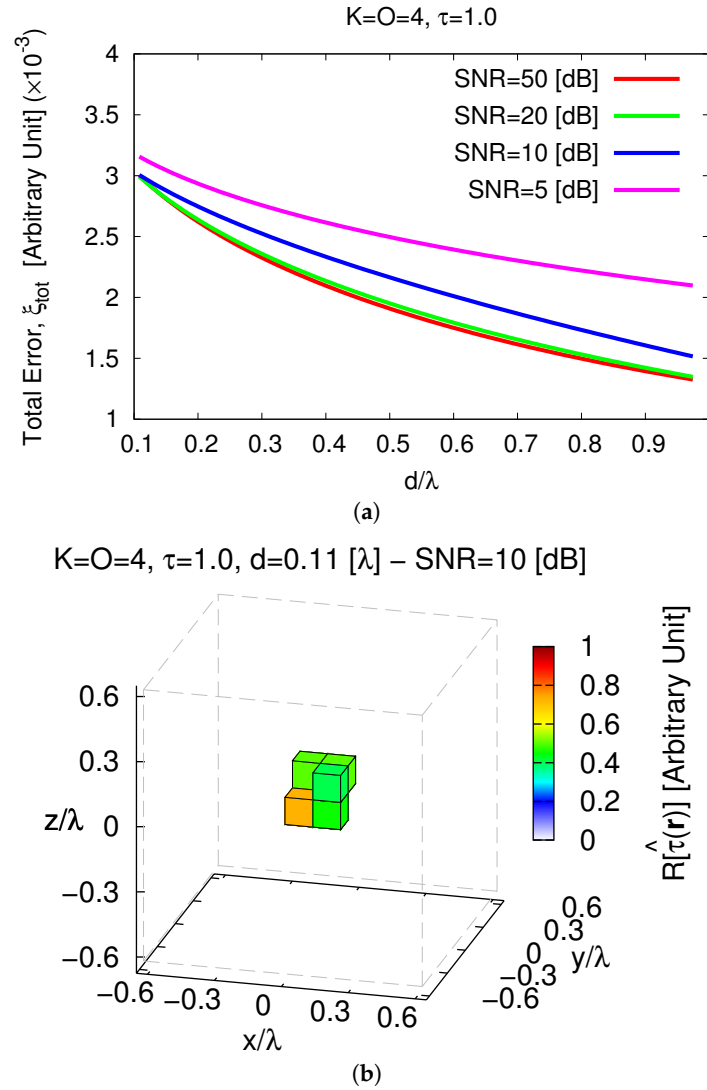 K=O=4, τ=1.0
Total Error, ξtot [Arbitrary Unit] (×10-3)
4
3.5
3
2.5
2
1.5
1
SNR=50 [dB]
SNR=20 [dB]
SNR=10 [dB]
SNR=5 [dB]
0.1 0.2 0.3 0.4 0.5 0.6 0.7 0.8 0.9
d/λ
(a)
K=O=4, τ=1.0, d=0.11 [λ] − SNR=10 [dB]
0.6
0.3
0
−0.3
−0.6
z/λ
−0.6 −0.3 0 0.3 0.6
x/λ
0.6
0.3
0
−0.3
−0.6
y/λ
1
0.8
0.6
0.4
0.2
0
R[τ̂(r)] [Arbitrary Unit]
(b)